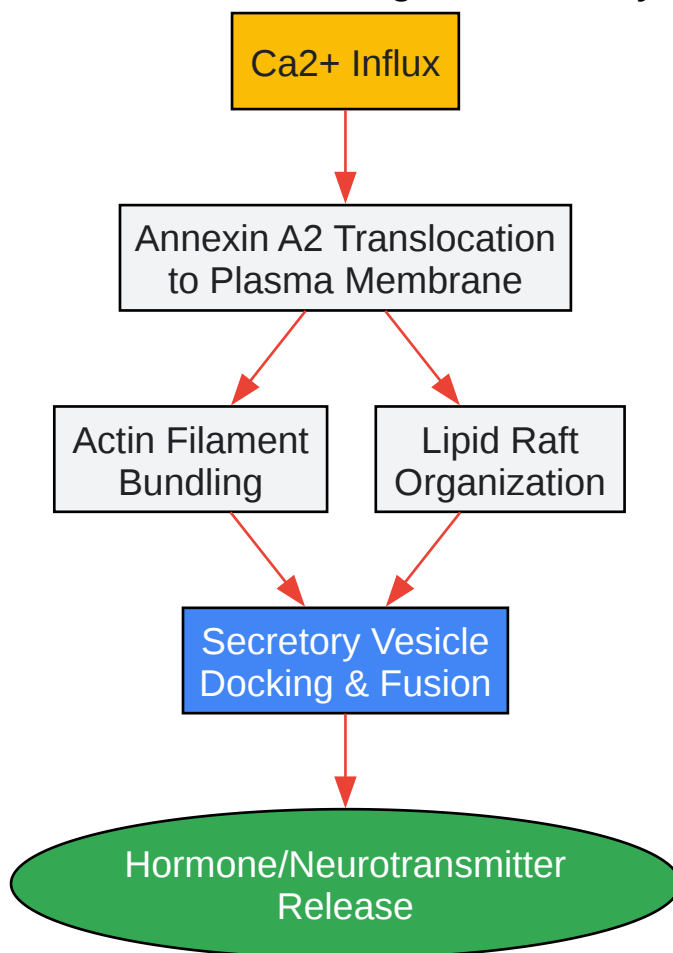 Ca2+ Influx
Annexin A2 Translocation
to Plasma Membrane
Actin Filament
Bundling
Lipid Raft
Organization
Secretory Vesicle
Docking & Fusion
Hormone/Neurotransmitter
Release